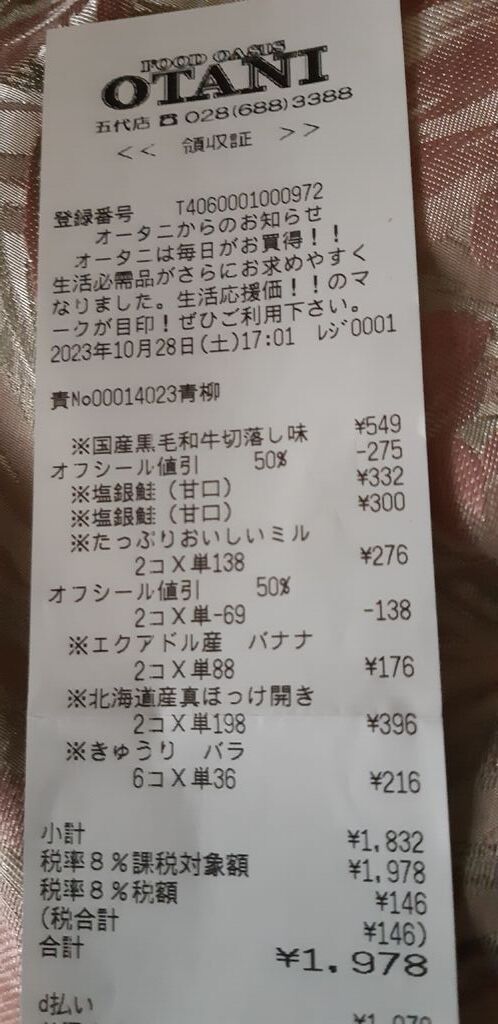 FOOD OASIS
OTANI
五代店 ☎ 028(688)3388
<< 領収証 >>
登録番号 T4060001000972
オータニからのお知らせ
オータニは毎日がお買得!!
生活必需品がさらにお求めやすく
なりました。生活応援価!!のマ
ークが目印!ぜひご利用下さい。
2023年10月28日(土)17:01 レジ0001
責No00014023青柳
※国産黒毛和牛切落し味 ¥549
オフシール値引 50% -275
※塩銀鮭(甘口) ¥332
※塩銀鮭(甘口) ¥300
※たっぷりおいしいミル
2コX単138 ¥276
オフシール値引 50%
2コX単-69 -138
※エクアドル産 バナナ
2コX単88 ¥176
※北海道産真ほっけ開き
2コX単198 ¥396
※きゅうり バラ
6コX単36 ¥216
小計 ¥1,832
税率8%課税対象額 ¥1,978
税率8%税額 ¥146
(税合計 ¥146)
合計 ¥1,978
d払い